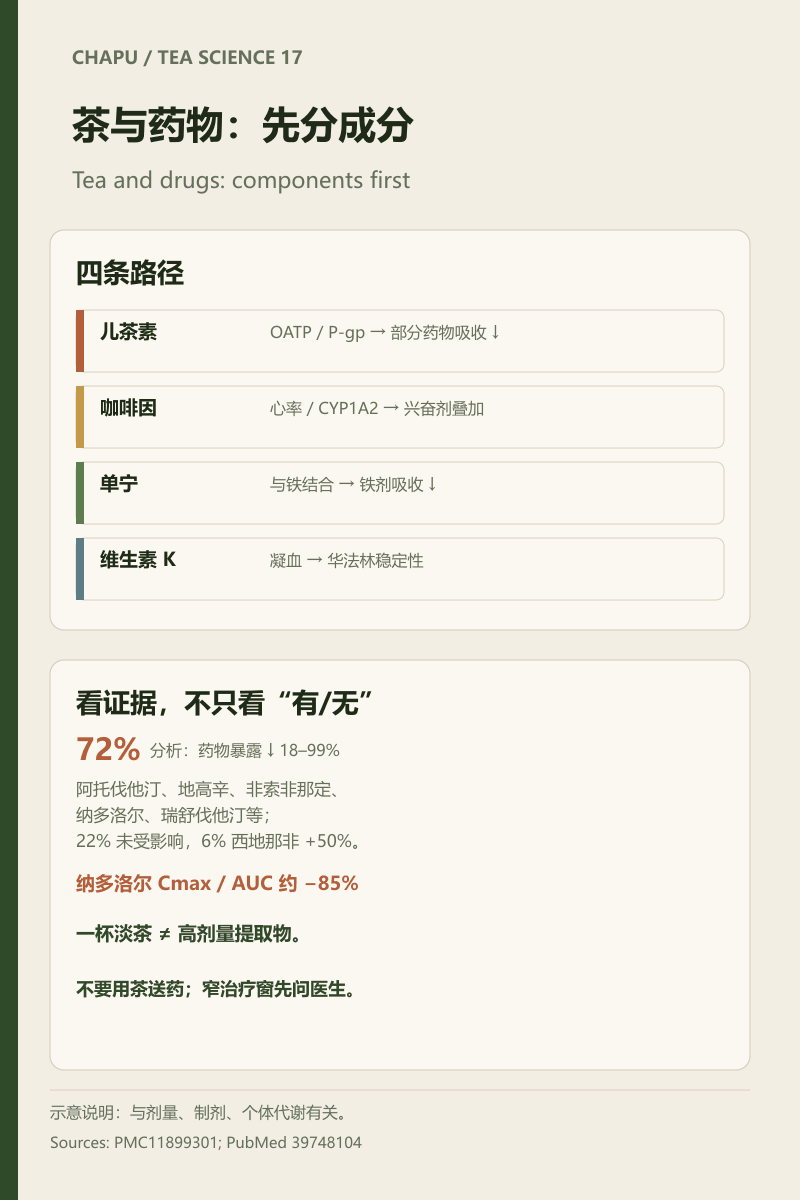 CHAPU / TEA SCIENCE 17
茶与药物：先分成分
Tea and drugs: components first
四条路径
儿茶素
OATP / P-gp → 部分药物吸收 ↓
咖啡因
心率 / CYP1A2 → 兴奋剂叠加
单宁
与铁结合 → 铁剂吸收 ↓
维生素 K
凝血 → 华法林稳定性
看证据，不只看“有/无”
72% 分析：药物暴露 ↓ 18–99%
阿托伐他汀、地高辛、非索非那定、
纳多洛尔、瑞舒伐他汀等；
22% 未受影响，6% 西地那非 +50%。
纳多洛尔 Cmax / AUC 约 −85%
一杯淡茶 ≠ 高剂量提取物。
不要用茶送药；窄治疗窗先问医生。
示意说明：与剂量、制剂、个体代谢有关。
Sources: PMC11899301; PubMed 39748104